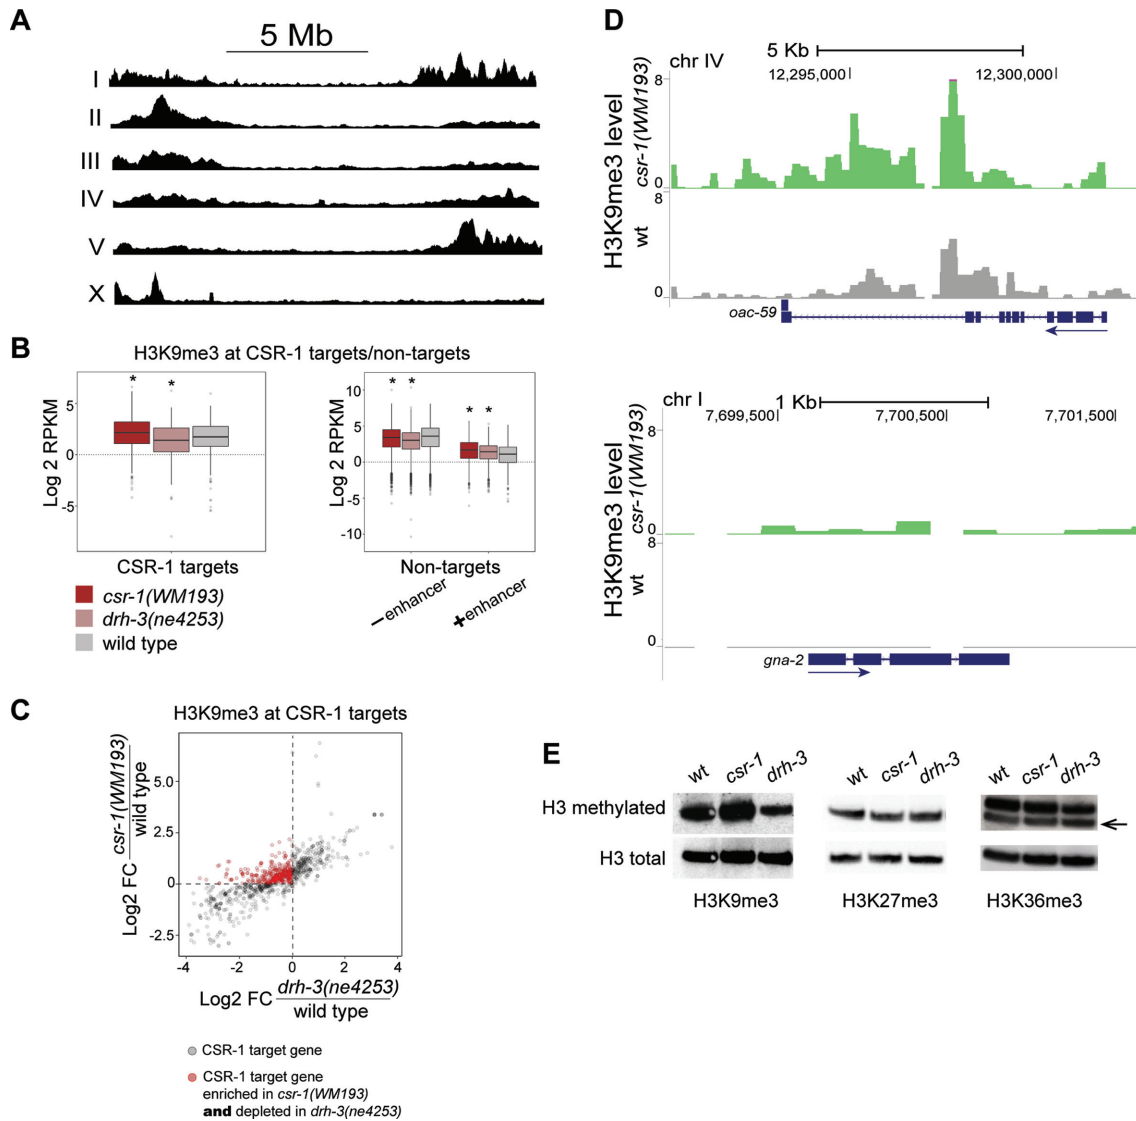 A
5 Mb
I
II
III
IV
V
X
B
H3K9me3 at CSR-1 targets/non-targets
Log 2 RPKM
5
0
-5
*
*
CSR-1 targets
Log 2 RPKM
10
5
0
-5
-10
* *
* *
Non-targets
−enhancer
+enhancer
csr-1(WM193)
drh-3(ne4253)
wild type
C
H3K9me3 at CSR-1 targets
Log2 FC csr-1(WM193)
wild type
5.0
2.5
0
-2.5
-4 -2 0 2 4
Log2 FC drh-3(ne4253)
wild type
CSR-1 target gene
CSR-1 target gene
enriched in csr-1(WM193)
and depleted in drh-3(ne4253)
D
5 Kb
chr IV
12,295,000 12,300,000
H3K9me3 level
csr-1(WM193)
wt
8
0
8
0
oac-59
chr I
1 Kb
7,699,500 7,700,500 7,701,500
H3K9me3 level
csr-1(WM193)
wt
8
0
8
0
gna-2
E
wt csr-1 drh-3
wt csr-1 drh-3
wt csr-1 drh-3
H3 methylated
H3 total
H3K9me3
H3K27me3
H3K36me3